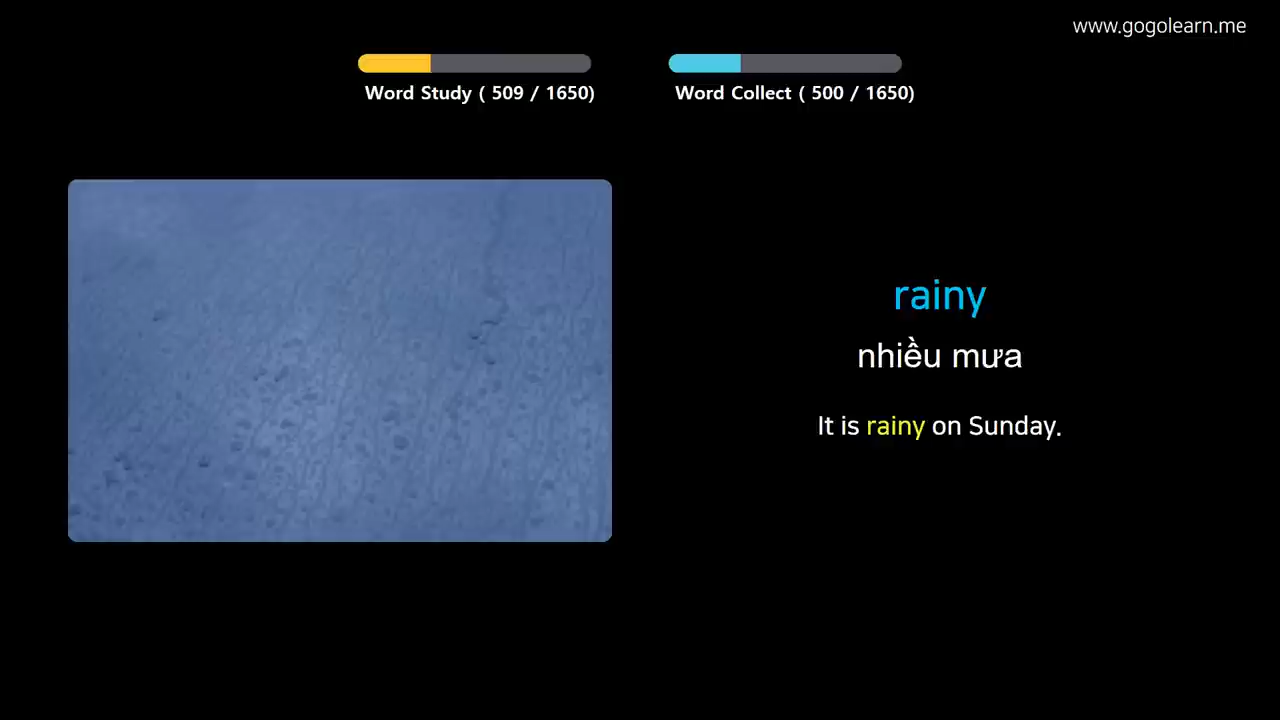 www.gogolearn.me
Word Study ( 509 / 1650)
Word Collect ( 500 / 1650)
rainy
nhiều mưa
It is rainy on Sunday.